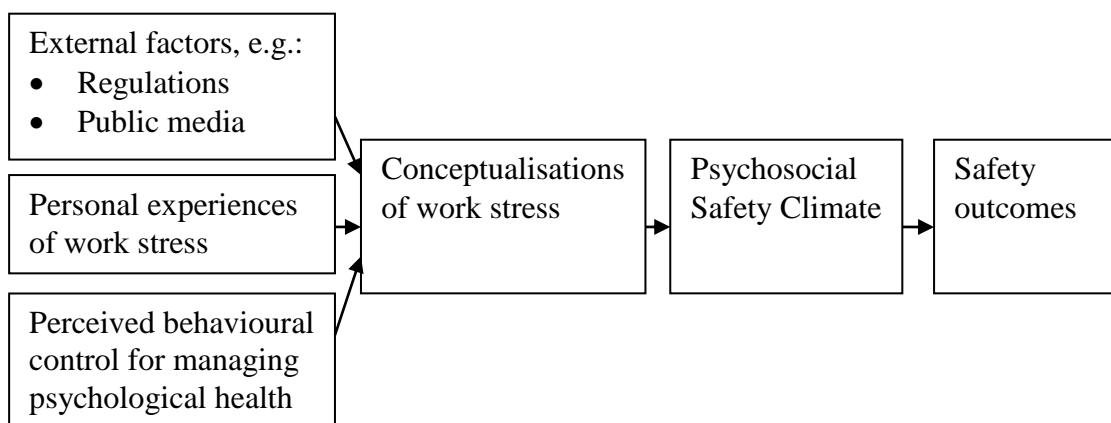 External factors, e.g.:
• Regulations
• Public media
Personal experiences
of work stress
Perceived behavioural
control for managing
psychological health
Conceptualisations
of work stress
Psychosocial
Safety Climate
Safety
outcomes